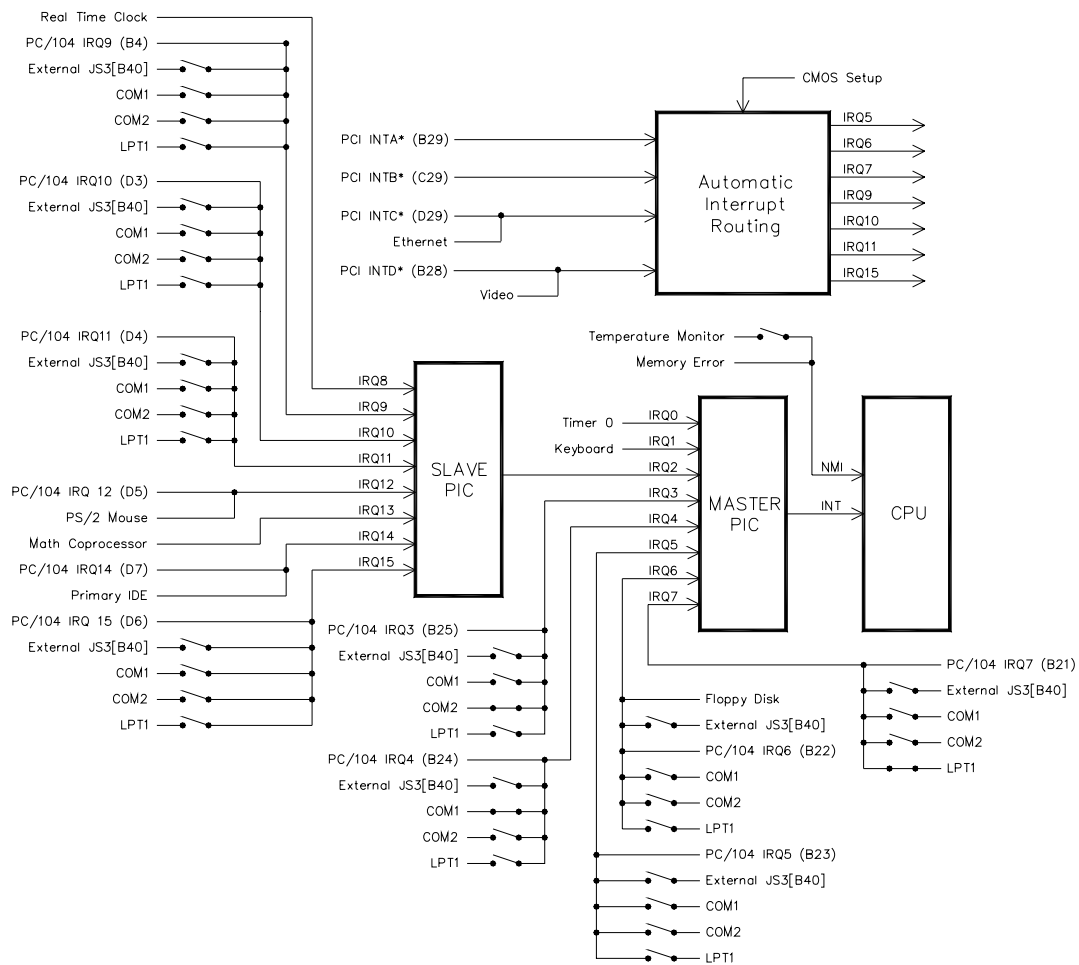 Real Time Clock
PC/104 IRQ9 (B4)
External JS3[B40]
COM1
COM2
LPT1
PC/104 IRQ10 (D3)
External JS3[B40]
COM1
COM2
LPT1
PC/104 IRQ11 (D4)
External JS3[B40]
COM1
COM2
LPT1
PC/104 IRQ 12 (D5)
PS/2 Mouse
Math Coprocessor
PC/104 IRQ14 (D7)
Primary IDE
PC/104 IRQ 15 (D6)
External JS3[B40]
COM1
COM2
LPT1
IRQ8
IRQ9
IRQ10
IRQ11
IRQ12
IRQ13
IRQ14
IRQ15
SLAVE
PIC
CMOS Setup
PCI INTA* (B29)
PCI INTB* (C29)
PCI INTC* (D29)
Ethernet
PCI INTD* (B28)
Video
Automatic
Interrupt
Routing
IRQ5
IRQ6
IRQ7
IRQ9
IRQ10
IRQ11
IRQ15
Temperature Monitor
Memory Error
Timer 0
Keyboard
IRQ0
IRQ1
IRQ2
IRQ3
IRQ4
IRQ5
IRQ6
IRQ7
MASTER
PIC
NMI
INT
CPU
PC/104 IRQ3 (B25)
External JS3[B40]
COM1
COM2
LPT1
PC/104 IRQ4 (B24)
External JS3[B40]
COM1
COM2
LPT1
Floppy Disk
External JS3[B40]
PC/104 IRQ6 (B22)
COM1
COM2
LPT1
PC/104 IRQ5 (B23)
External JS3[B40]
COM1
COM2
LPT1
PC/104 IRQ7 (B21)
External JS3[B40]
COM1
COM2
LPT1